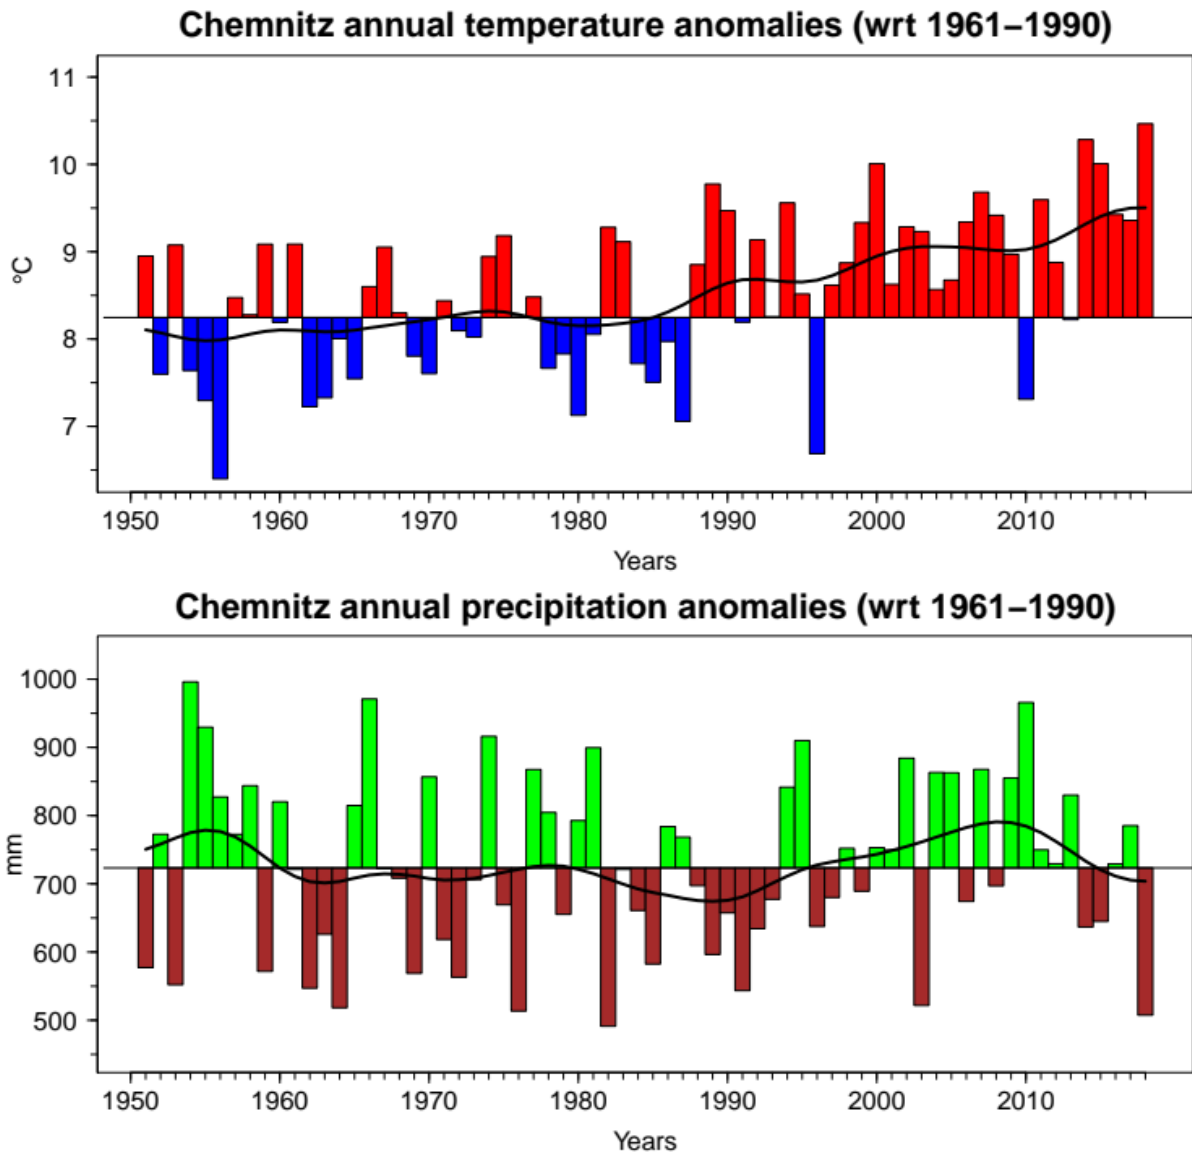 Chemnitz annual temperature anomalies (wrt 1961−1990)
11
10
9
8
7
°C
1950 1960 1970 1980 1990 2000 2010
Years
Chemnitz annual precipitation anomalies (wrt 1961−1990)
1000
900
800
700
600
500
mm
1950 1960 1970 1980 1990 2000 2010
Years